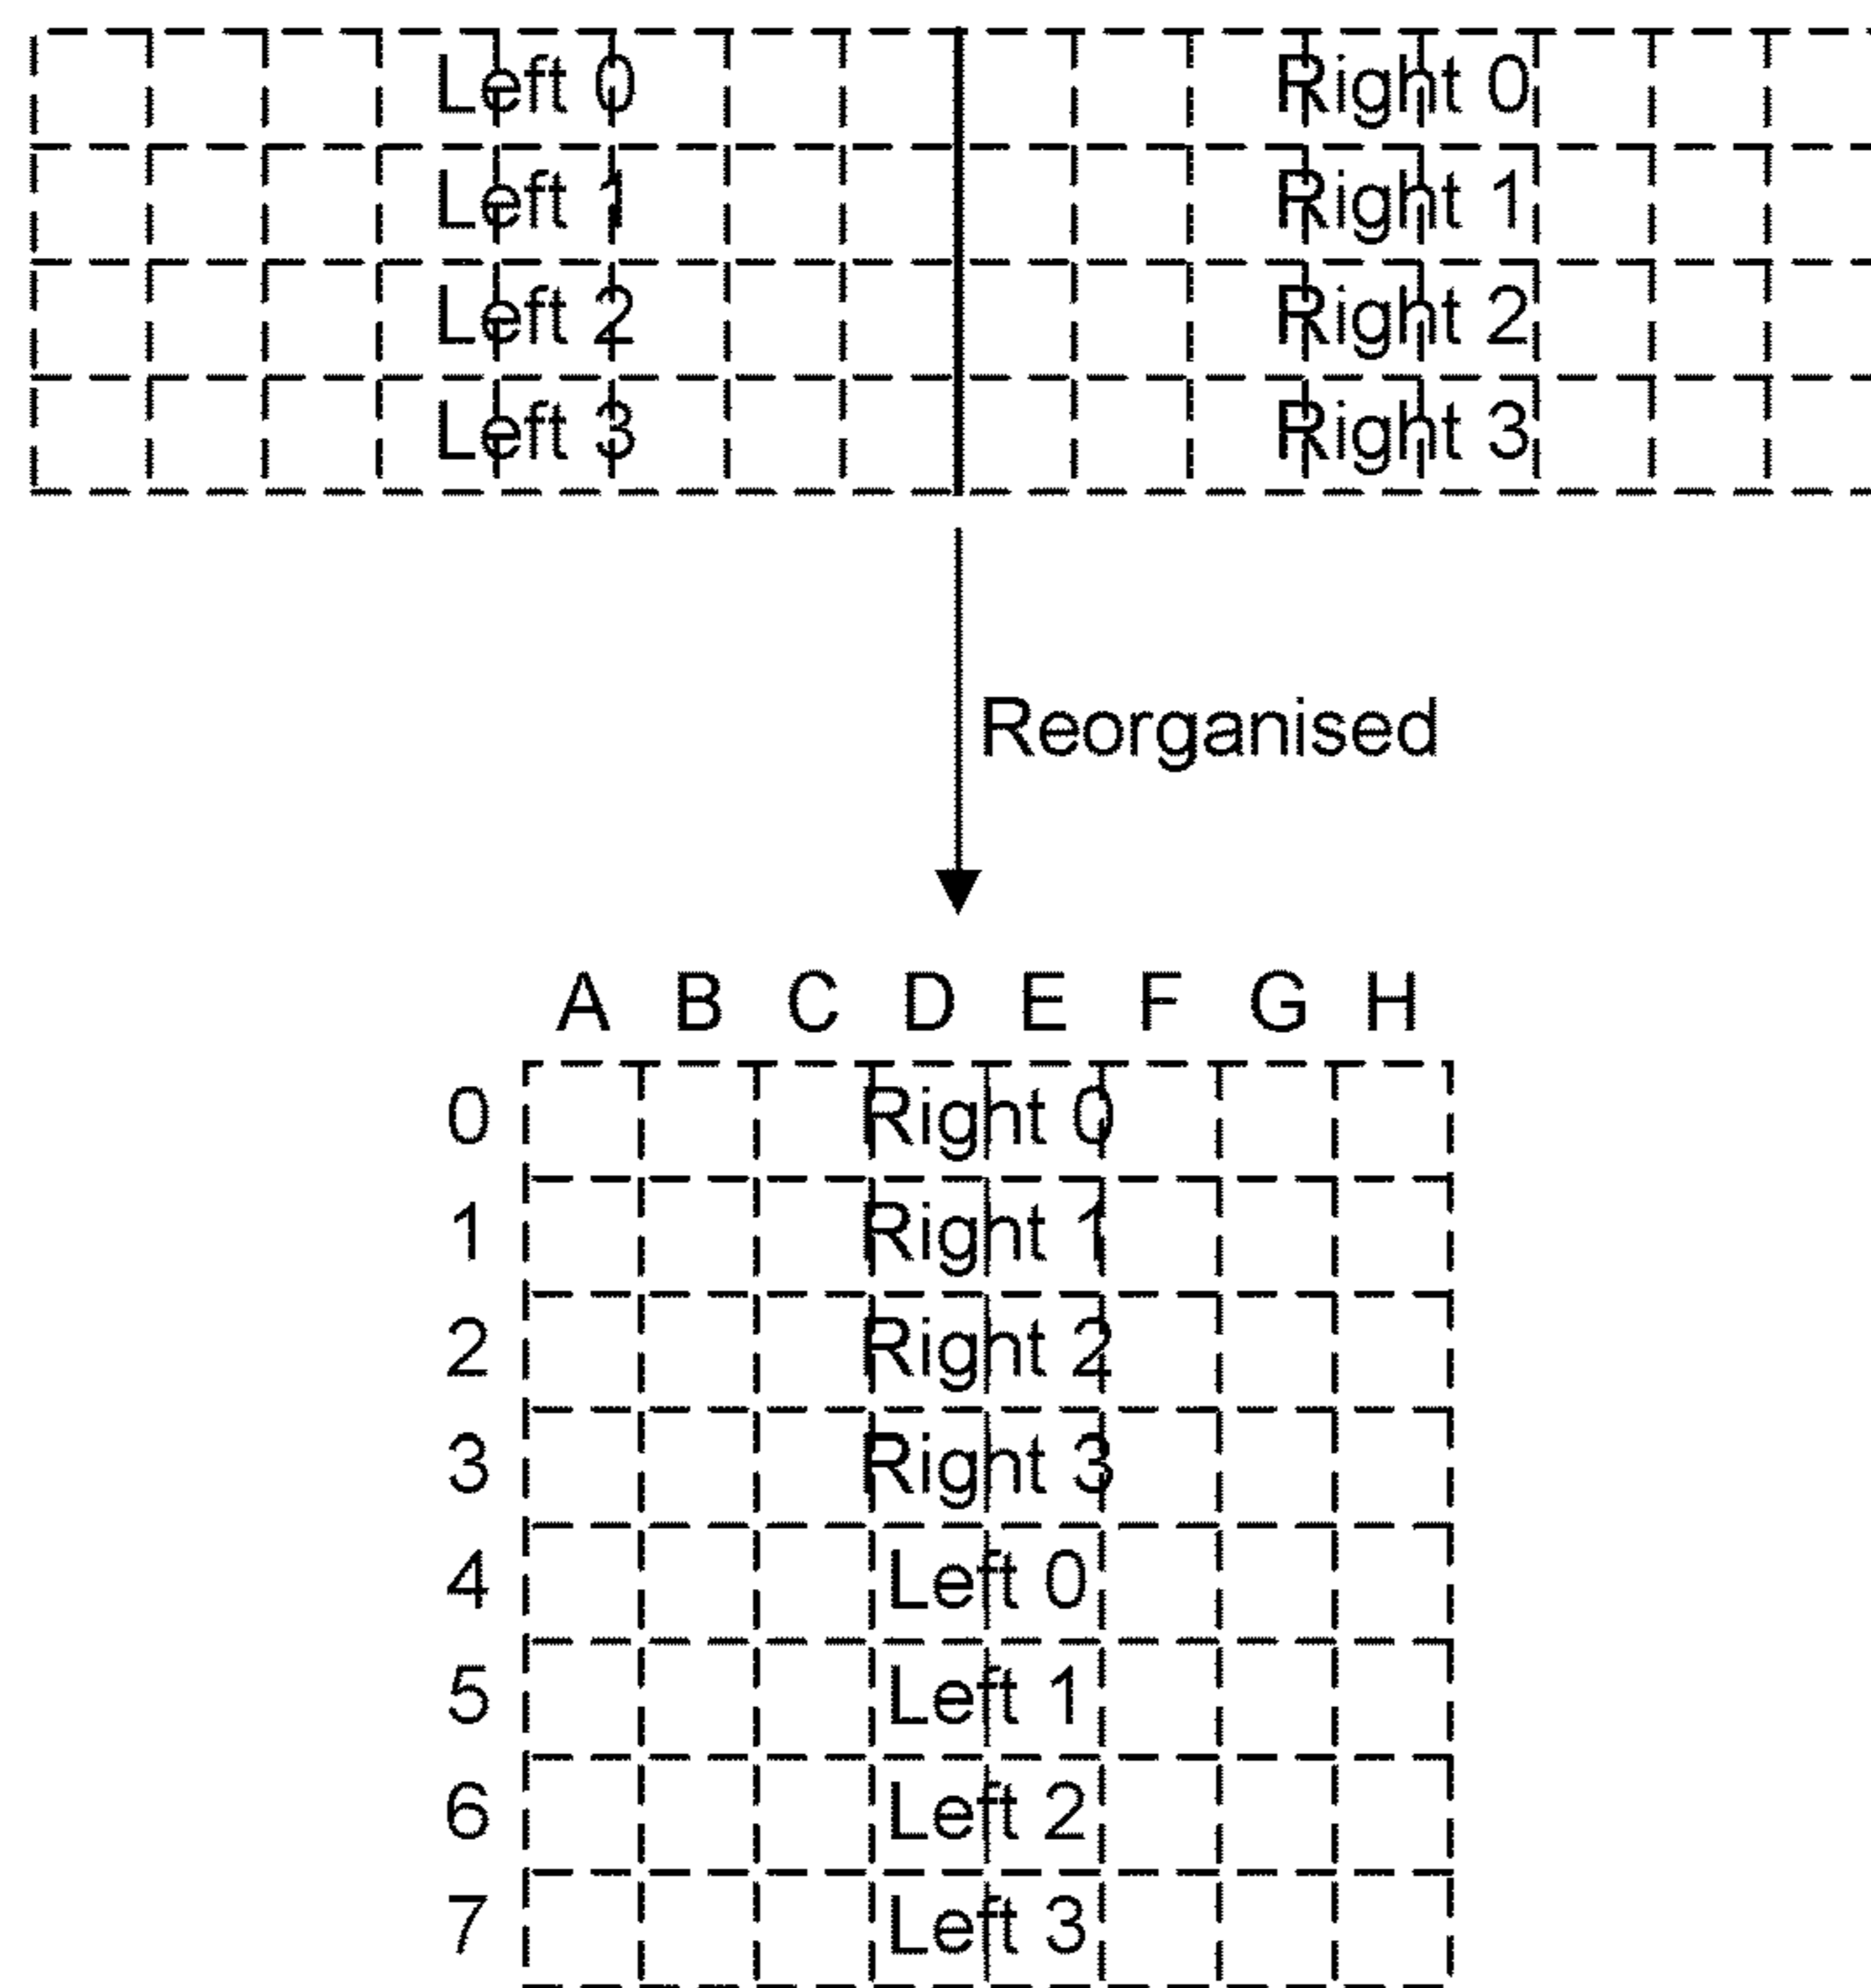 Left 0 Right 0
Left 1 Right 1
Left 2 Right 2
Left 3 Right 3
Reorganised
A B C D E F G H
0 Right 0
1 Right 1
2 Right 2
3 Right 3
4 Left 0
5 Left 1
6 Left 2
7 Left 3